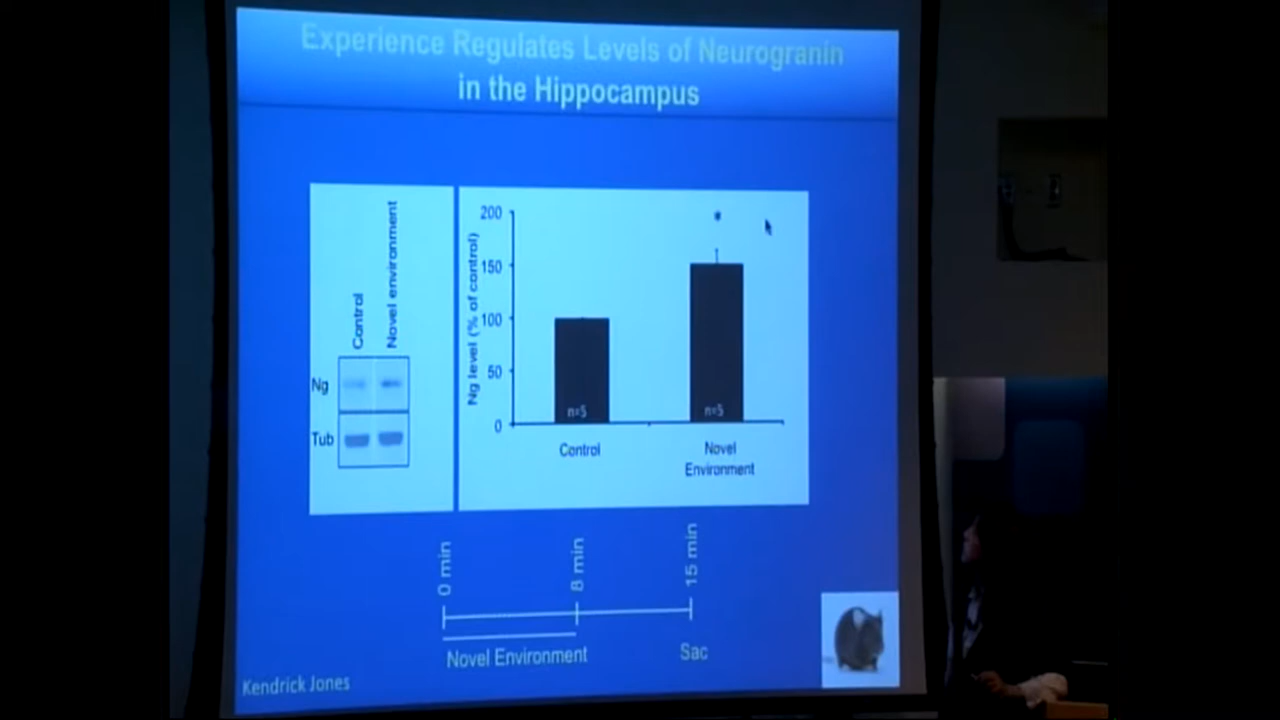 Experience Regulates Levels of Neurogranin
in the Hippocampus
Control
Novel environment
Ng
Tub
Ng level (% of control)
200
150
100
50
0
*
n=5
n=5
Control
Novel
Environment
0 min
8 min
15 min
Novel Environment
Sac
Kendrick Jones